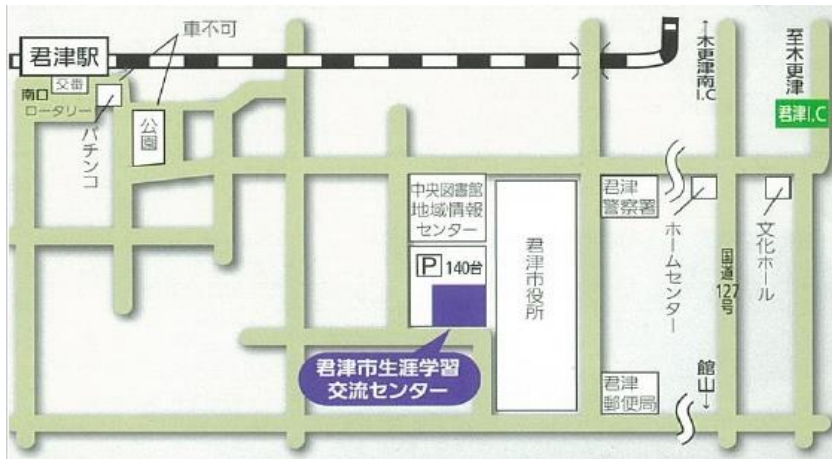 車不可
君津駅
交番
南口
ロータリー
パチンコ
公園
←木更津南I.C
至木更津
君津I.C
中央図書館
地域情報
センター
P 140台
君津市役所
君津
警察署
ホームセンター
国道127号
文化ホール
君津市生涯学習
交流センター
君津
郵便局
館山→